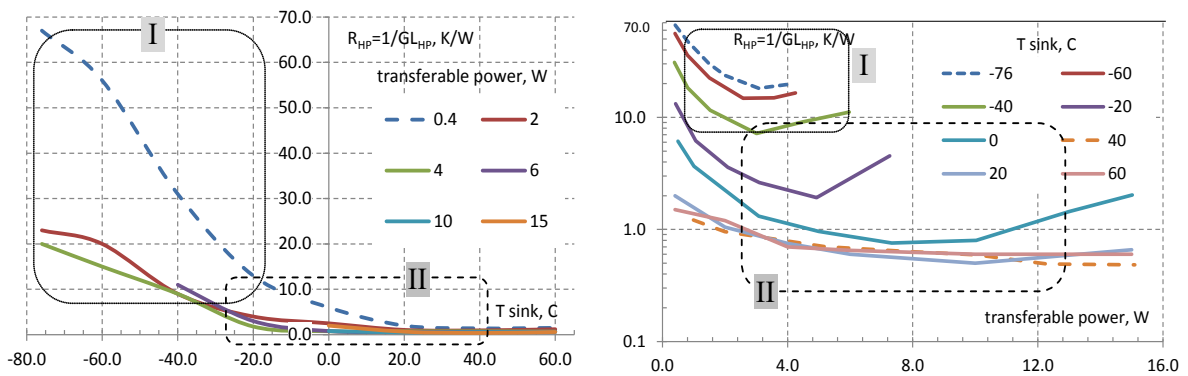 70.0
I
R_HP=1/GL_HP, K/W
60.0
transferable power, W
50.0
0.4
2
40.0
4
6
30.0
10
15
20.0
II
10.0
T sink, C
0.0
-80.0 -60.0 -40.0 -20.0 0.0 20.0 40.0 60.0
70.0
R_HP=1/GL_HP, K/W
I
T sink, C
-76
-60
-40
-20
10.0
0
40
20
60
1.0
II
transferable power, W
0.1
0.0 4.0 8.0 12.0 16.0